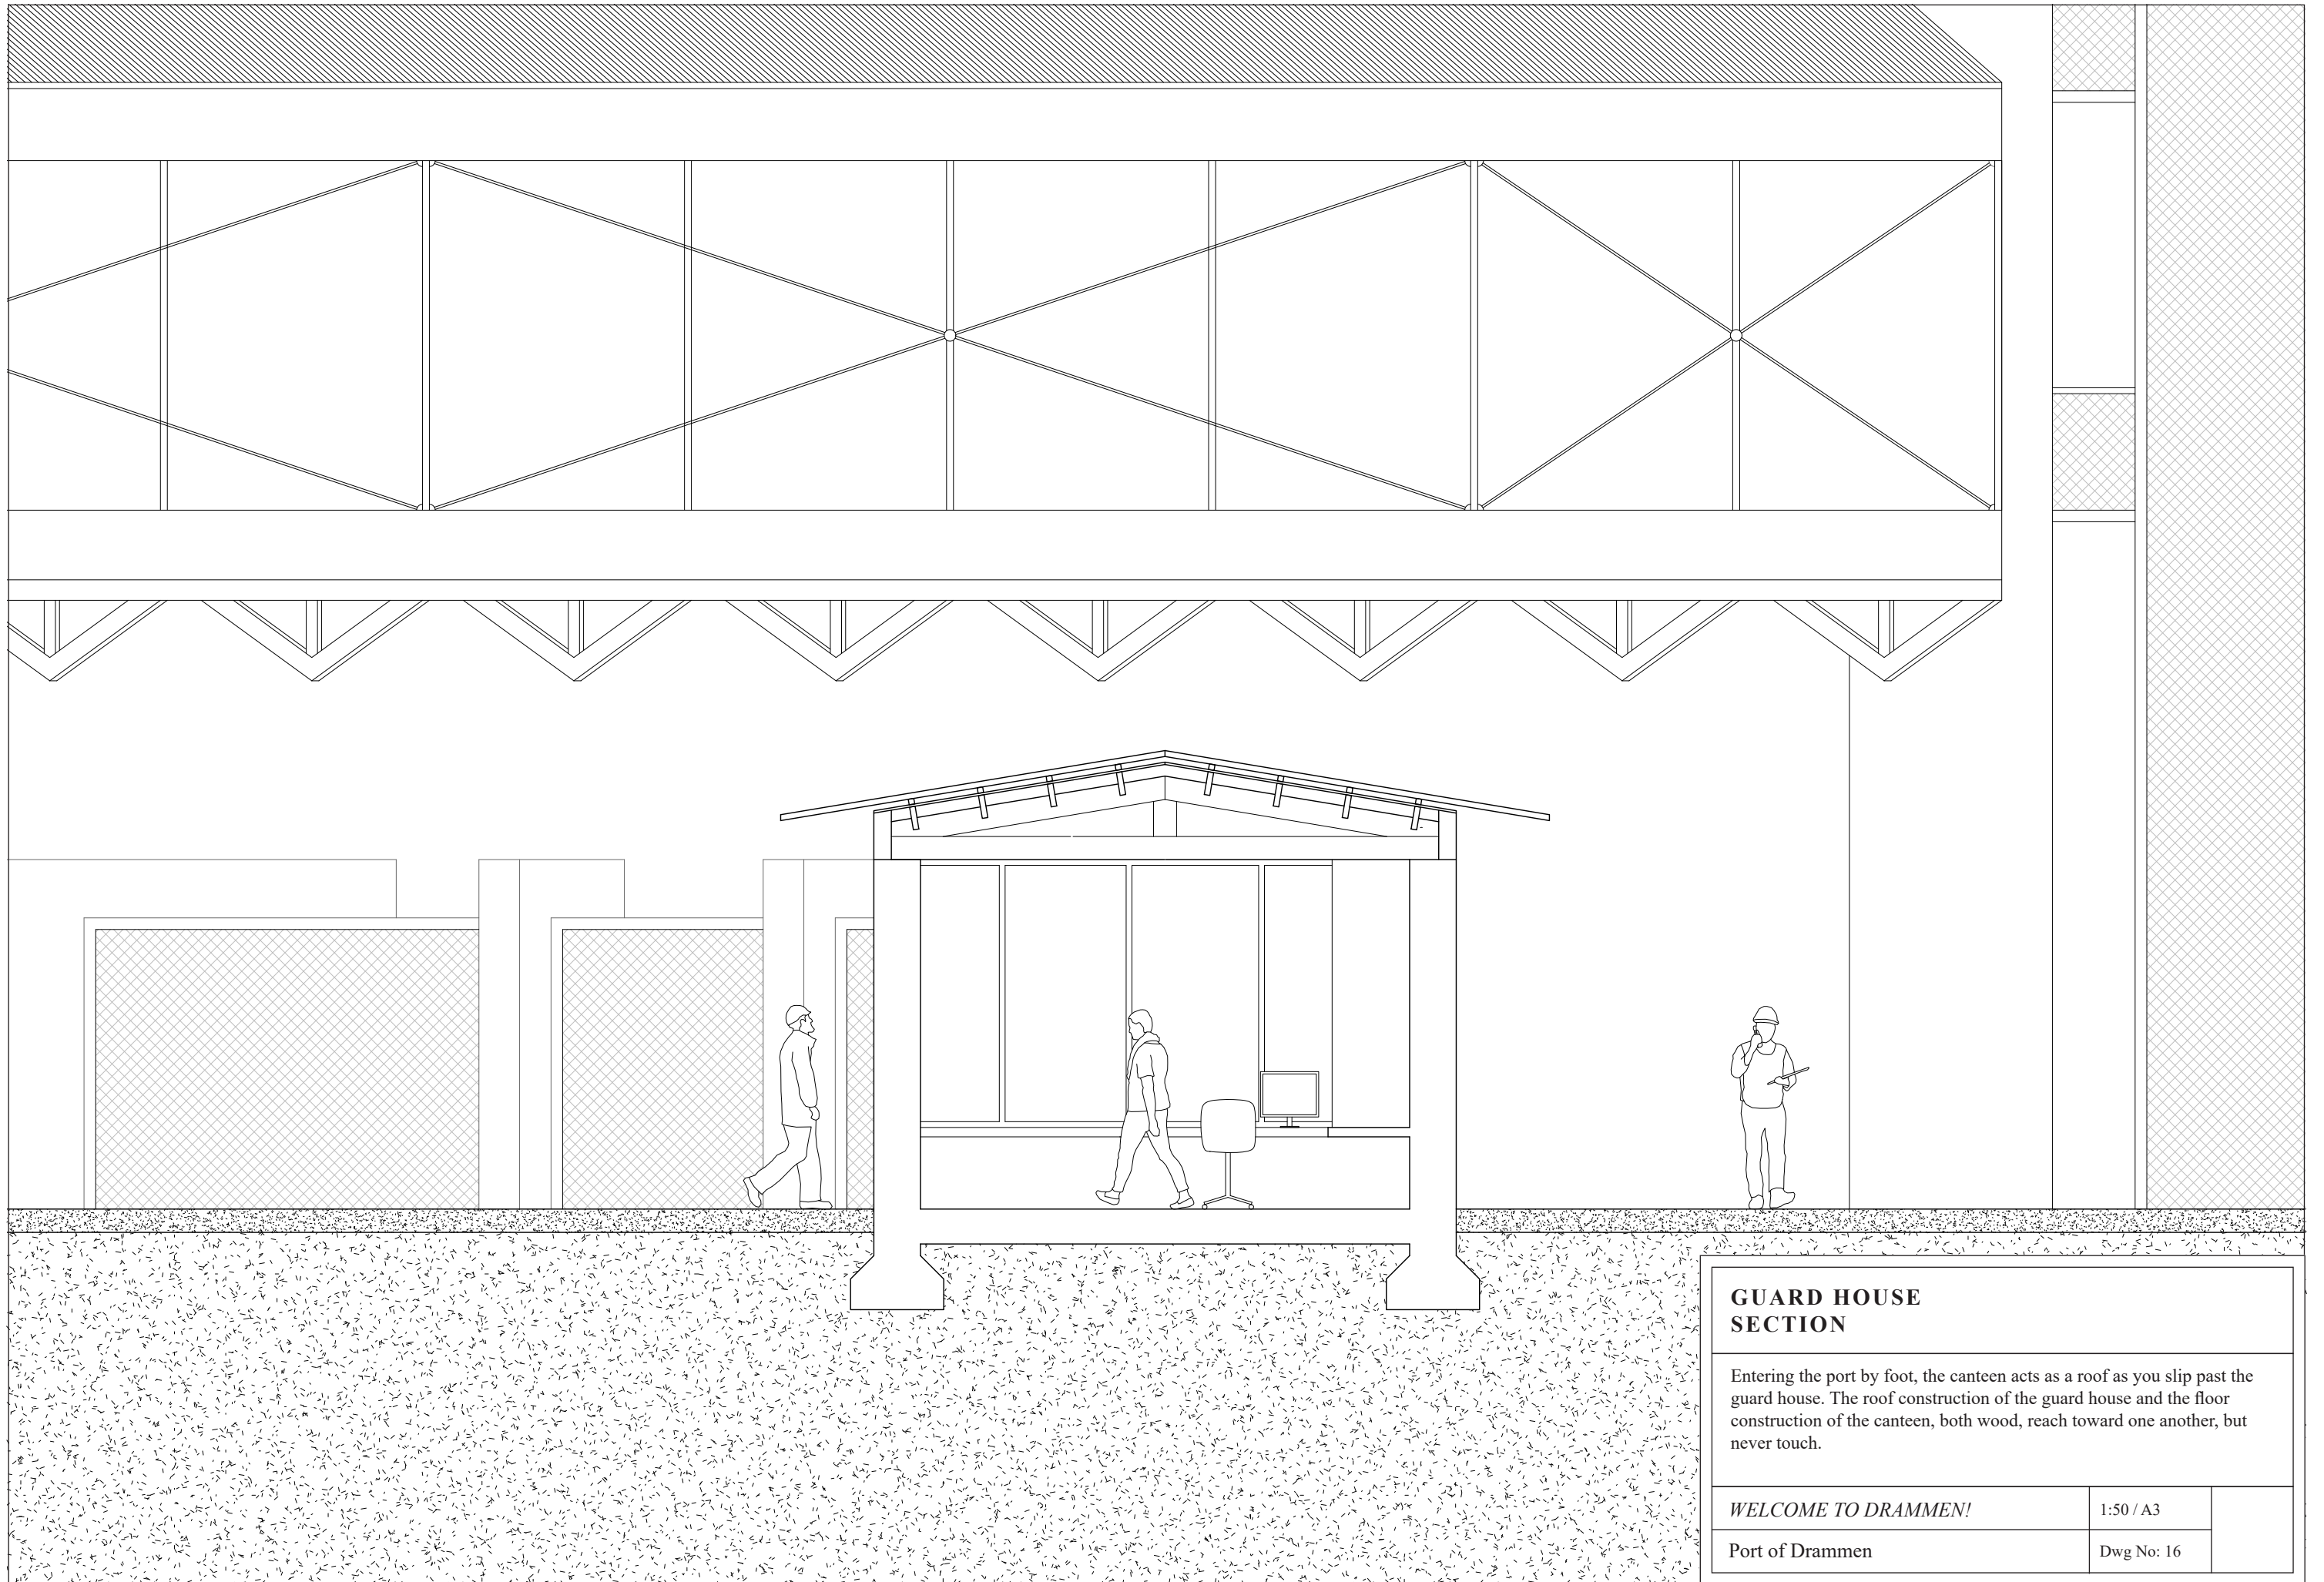 GUARD HOUSE
SECTION
Entering the port by foot, the canteen acts as a roof as you slip past the
guard house. The roof construction of the guard house and the floor
construction of the canteen, both wood, reach toward one another, but
never touch.
WELCOME TO DRAMMEN!
1:50 / A3
Port of Drammen
Dwg No: 16